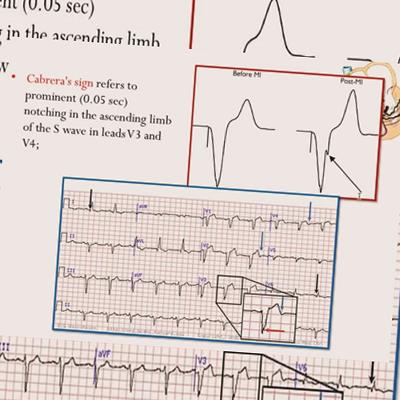 (0.05 sec)
in the ascending limb
Cabrera's sign refers to
prominent (0.05 sec)
notching in the ascending limb
of the S wave in leads V3 and
V4;
Before MI
Post-MI
I aVR V1 V4
II aVL V2 V5
III aVF V3
II
III aVF V3 V6